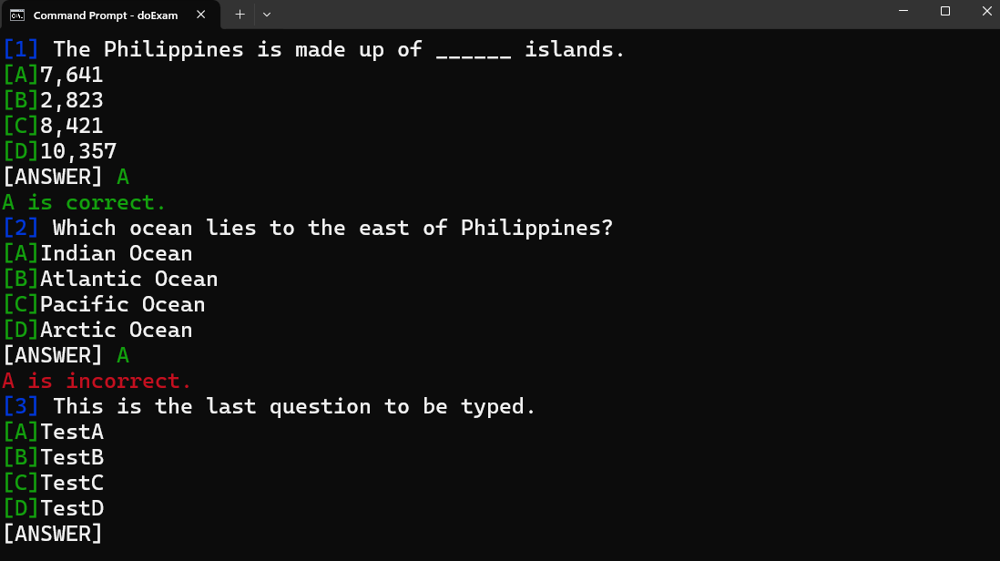 Command Prompt - doExam
[1] The Philippines is made up of ______ islands.
[A]7,641
[B]2,823
[C]8,421
[D]10,357
[ANSWER] A
A is correct.
[2] Which ocean lies to the east of Philippines?
[A]Indian Ocean
[B]Atlantic Ocean
[C]Pacific Ocean
[D]Arctic Ocean
[ANSWER] A
A is incorrect.
[3] This is the last question to be typed.
[A]TestA
[B]TestB
[C]TestC
[D]TestD
[ANSWER]